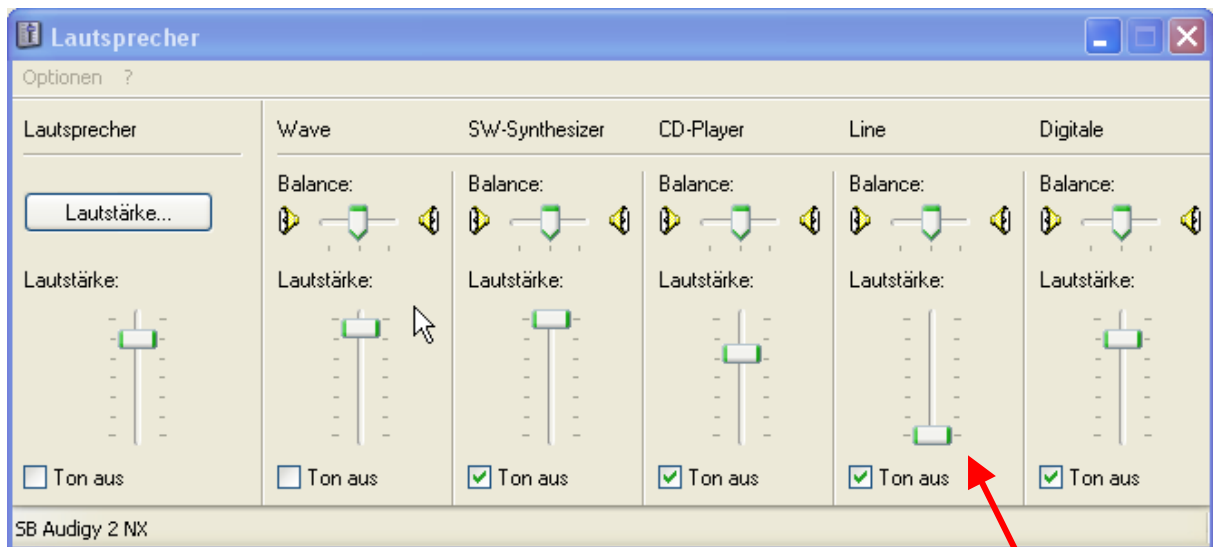 Lautsprecher
Optionen ?
Lautsprecher Wave SW-Synthesizer CD-Player Line Digitale
Balance: Balance: Balance: Balance: Balance:
Lautstärke...
Lautstärke: Lautstärke: Lautstärke: Lautstärke: Lautstärke: Lautstärke:
Ton aus Ton aus Ton aus Ton aus Ton aus Ton aus
SB Audigy 2 NX